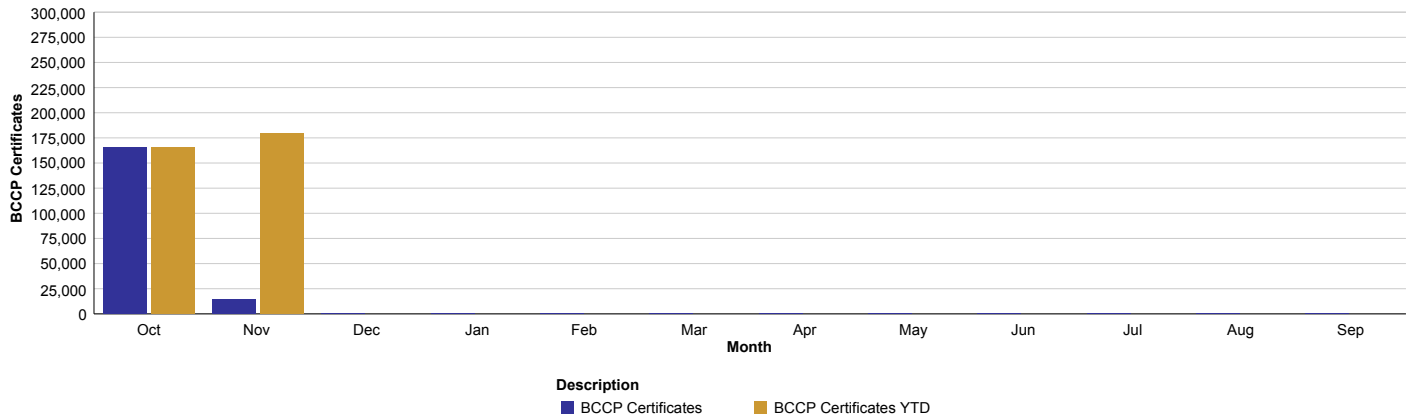 300,000
275,000
250,000
225,000
200,000
175,000
150,000
125,000
100,000
75,000
50,000
25,000
0
BCCP Certificates
Oct Nov Dec Jan Feb Mar Apr May Jun Jul Aug Sep
Month
Description
BCCP Certificates BCCP Certificates YTD